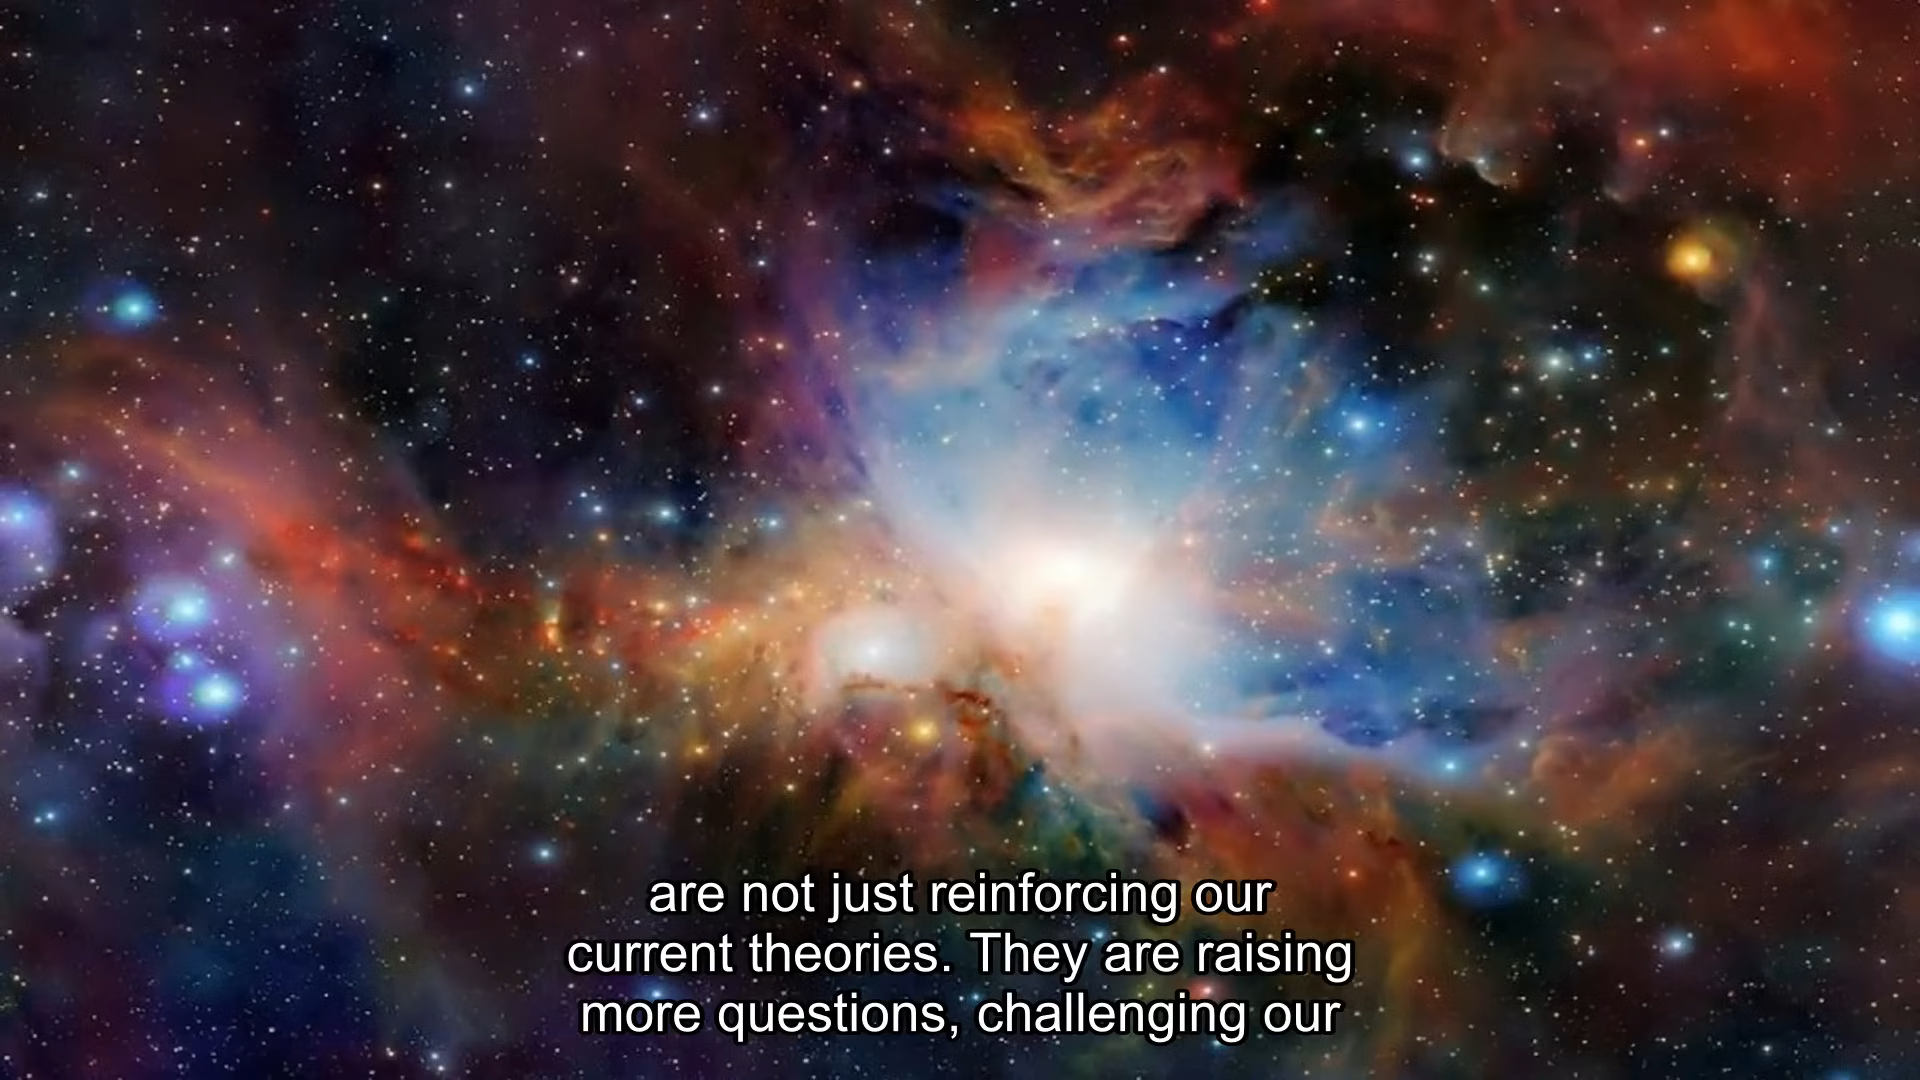 are not just reinforcing our
current theories. They are raising
more questions, challenging our